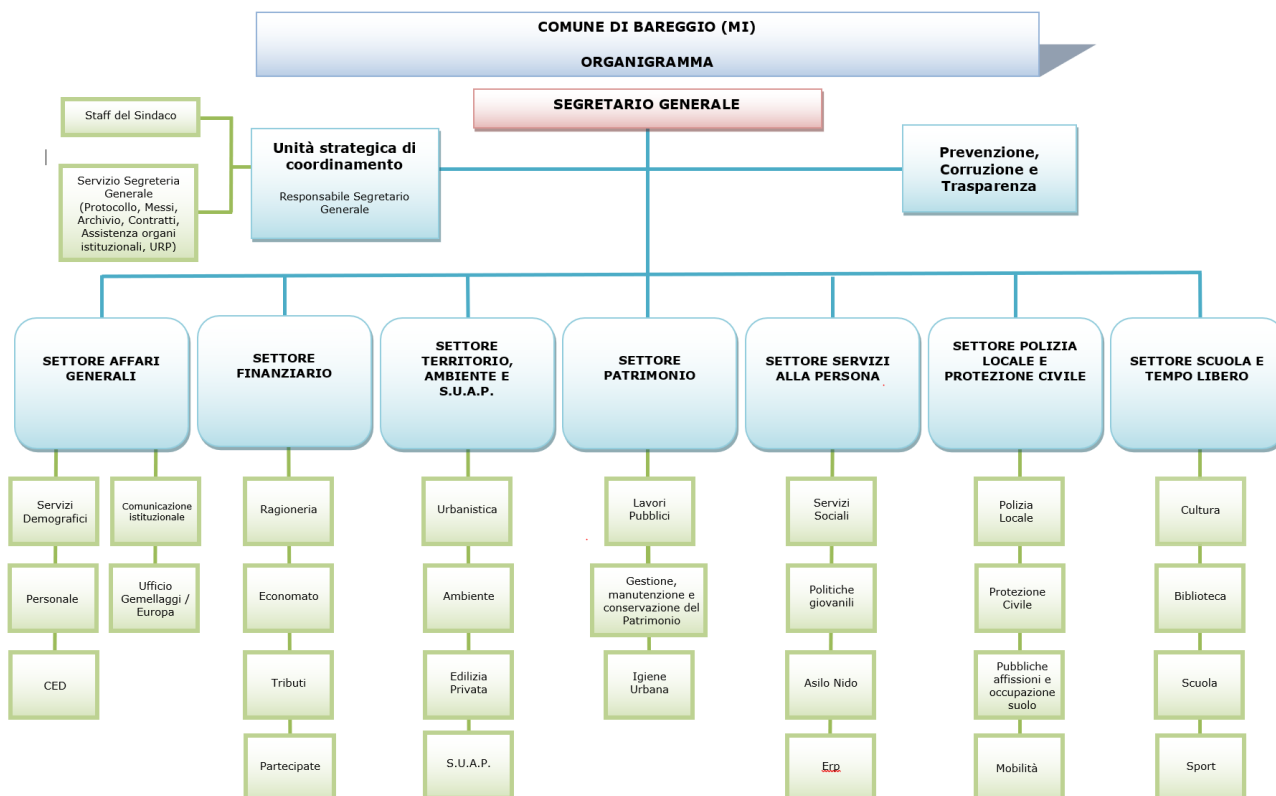 COMUNE DI BAREGGIO (MI)
ORGANIGRAMMA
SEGRETARIO GENERALE
Staff del Sindaco
Servizio Segreteria
Generale
(Protocollo, Messi,
Archivio, Contratti,
Assistenza organi
istituzionali, URP)
Unità strategica di
coordinamento
Responsabile Segretario
Generale
Prevenzione,
Corruzione e
Trasparenza
SETTORE AFFARI
GENERALI
SETTORE
FINANZIARIO
SETTORE
TERRITORIO,
AMBIENTE E
S.U.A.P.
SETTORE
PATRIMONIO
SETTORE SERVIZI
ALLA PERSONA
SETTORE POLIZIA
LOCALE E
PROTEZIONE CIVILE
SETTORE SCUOLA E
TEMPO LIBERO
Servizi
Demografici
Personale
CED
Comunicazione
istituzionale
Ufficio
Gemellaggi /
Europa
Ragioneria
Economato
Tributi
Partecipate
Urbanistica
Ambiente
Edilizia
Privata
S.U.A.P.
Lavori
Pubblici
Gestione,
manutenzione e
conservazione del
Patrimonio
Igiene
Urbana
Servizi
Sociali
Politiche
giovanili
Asilo Nido
Erp
Polizia
Locale
Protezione
Civile
Pubbliche
affissioni e
occupazione
suolo
Mobilità
Cultura
Biblioteca
Scuola
Sport